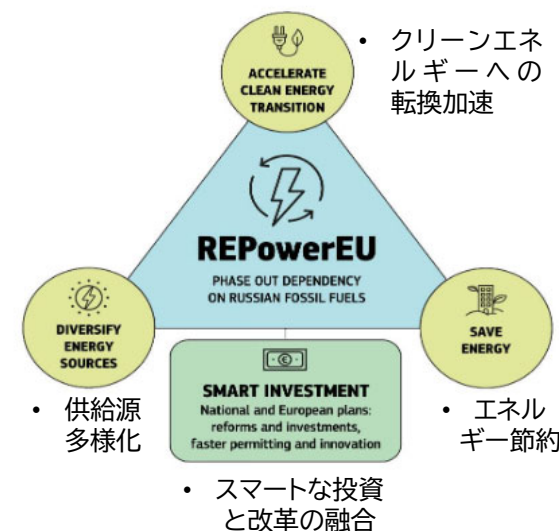 ACCELERATE
CLEAN ENERGY
TRANSITION
• クリーンエネ
ルギーへの
転換加速
REPowerEU
PHASE OUT DEPENDENCY
ON RUSSIAN FOSSIL FUELS
DIVERSIFY
ENERGY
SOURCES
• 供給源
多様化
SAVE
ENERGY
• エネル
ギー節約
€
SMART INVESTMENT
National and European plans:
reforms and investments,
faster permitting and innovation
• スマートな投資
と改革の融合